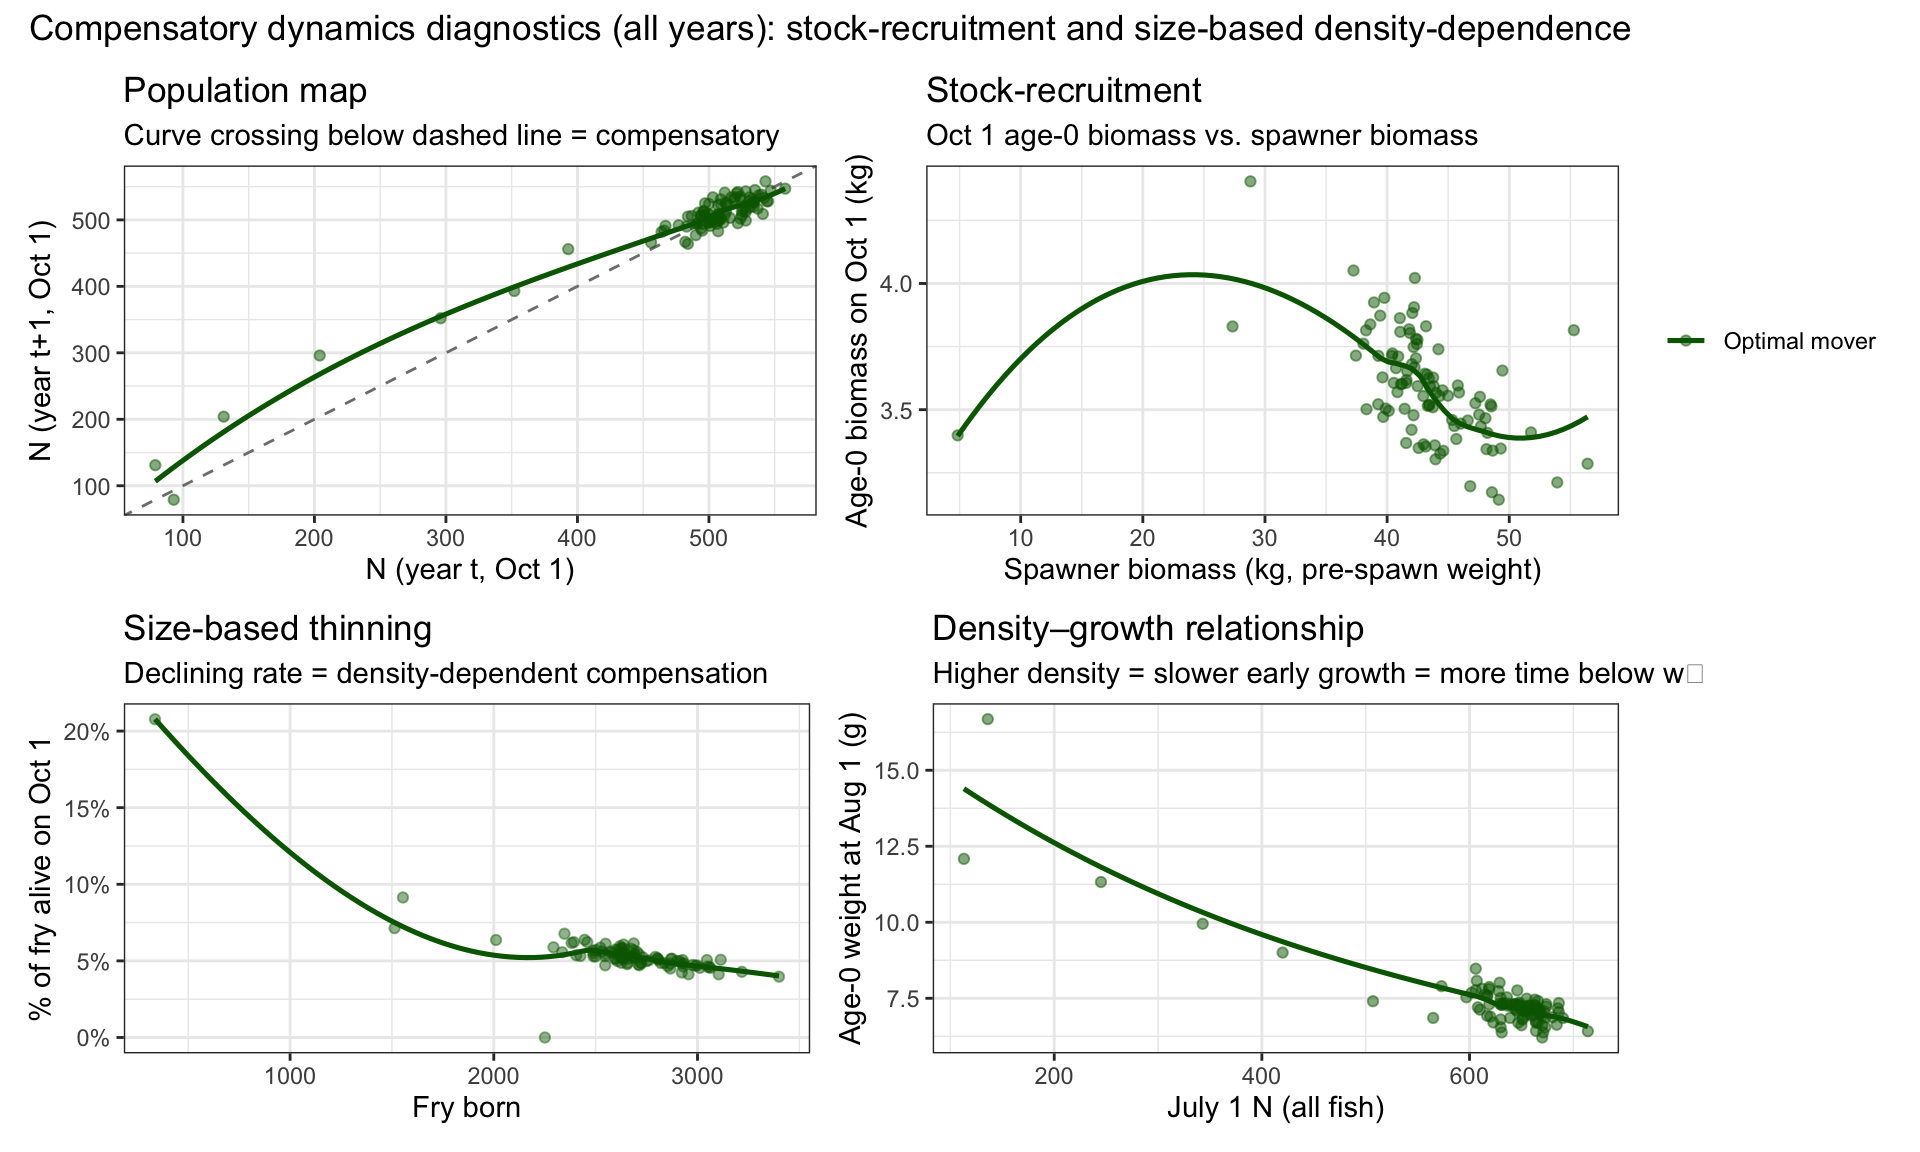 Compensatory dynamics diagnostics (all years): stock-recruitment and size-based density-dependence
Population map
Curve crossing below dashed line = compensatory
N (year t+1, Oct 1)
500
400
300
200
100
100 200 300 400 500
N (year t, Oct 1)
Stock-recruitment
Oct 1 age-0 biomass vs. spawner biomass
Age-0 biomass on Oct 1 (kg)
4.0
3.5
10 20 30 40 50
Spawner biomass (kg, pre-spawn weight)
Optimal mover
Size-based thinning
Declining rate = density-dependent compensation
% of fry alive on Oct 1
20%
15%
10%
5%
0%
1000 2000 3000
Fry born
Density–growth relationship
Higher density = slower early growth = more time below w□
Age-0 weight at Aug 1 (g)
15.0
12.5
10.0
7.5
200 400 600
July 1 N (all fish)